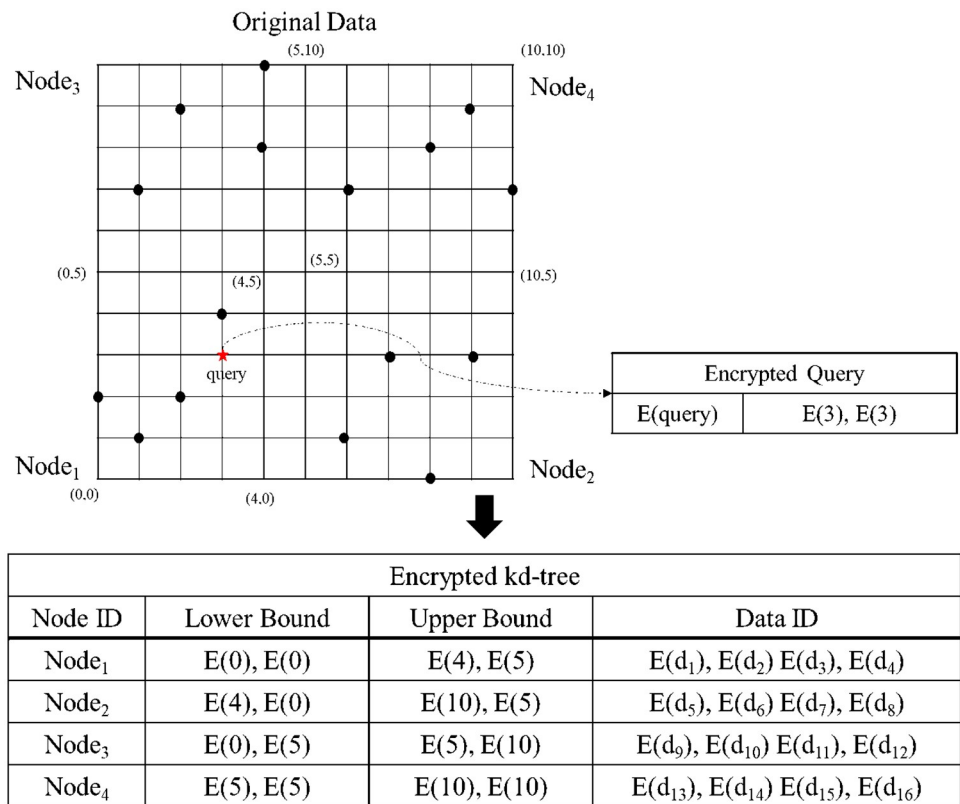 Original Data
(5,10)
(10,10)
Node₃
Node₄
(0,5)
(4,5)
(5,5)
(10,5)
query
Encrypted Query
E(query) E(3), E(3)
Node₁
Node₂
(0,0)
(4,0)
Encrypted kd-tree
Node ID Lower Bound Upper Bound Data ID
Node₁ E(0), E(0) E(4), E(5) E(d₁), E(d₂) E(d₃), E(d₄)
Node₂ E(4), E(0) E(10), E(5) E(d₅), E(d₆) E(d₇), E(d₈)
Node₃ E(0), E(5) E(5), E(10) E(d₉), E(d₁₀) E(d₁₁), E(d₁₂)
Node₄ E(5), E(5) E(10), E(10) E(d₁₃), E(d₁₄) E(d₁₅), E(d₁₆)